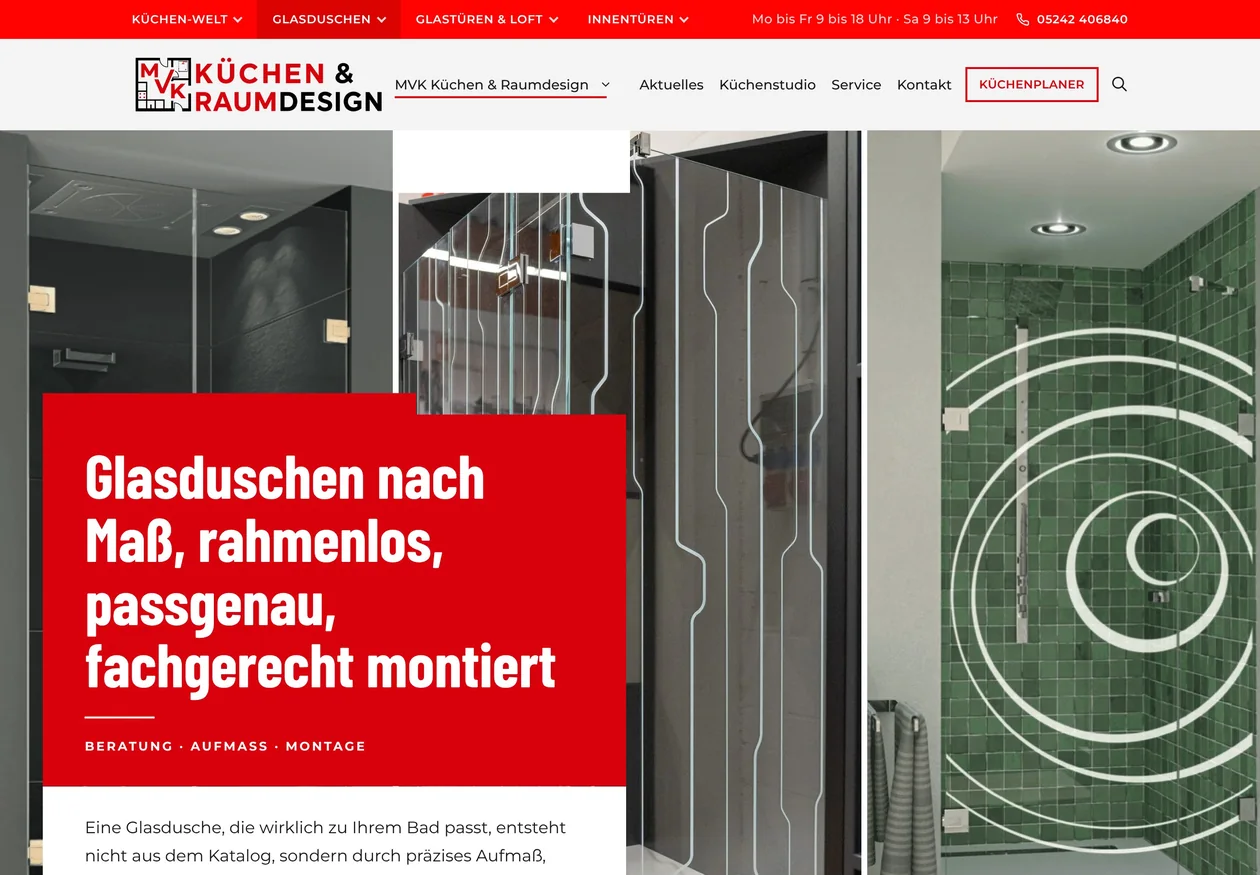 KÜCHEN-WELT GLASDUSCHEN GLASTÜREN & LOFT INNENTÜREN Mo bis Fr 9 bis 18 Uhr · Sa 9 bis 13 Uhr 05242 406840
MVK
KÜCHEN &
RAUMDESIGN
MVK Küchen & Raumdesign Aktuelles Küchenstudio Service Kontakt KÜCHENPLANER
Glasduschen nach
Maß, rahmenlos,
passgenau,
fachgerecht montiert
BERATUNG · AUFMASS · MONTAGE
Eine Glasdusche, die wirklich zu Ihrem Bad passt, entsteht
nicht aus dem Katalog, sondern durch präzises Aufmaß,